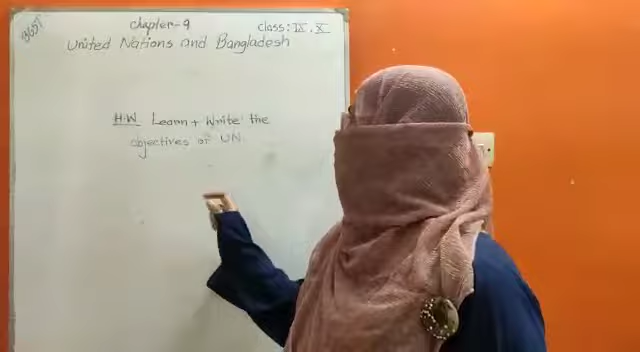 Chapter-9
class: IX, X
United Nations and Bangladesh
H.W Learn + Write the
objectives of UN.